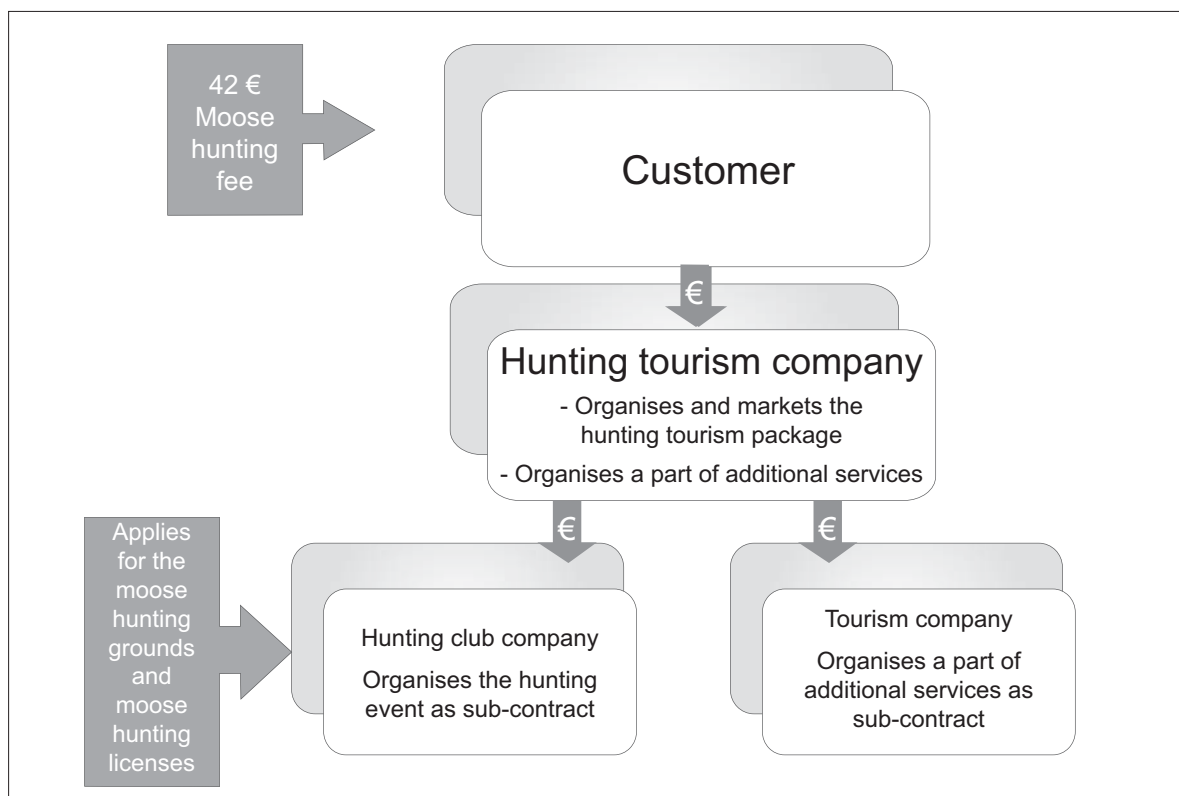 42 €
Moose
hunting
fee
Customer
€
Hunting tourism company
- Organises and markets the
hunting tourism package
- Organises a part of additional services
€
€
Applies
for the
moose
hunting
grounds
and
moose
hunting
licenses
Hunting club company
Organises the hunting
event as sub-contract
Tourism company
Organises a part of
additional services as
sub-contract